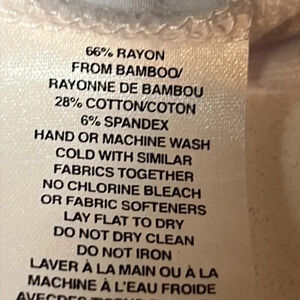 66% RAYON
FROM BAMBOO/
RAYONNE DE BAMBOU
28% COTTON/COTON
6% SPANDEX
HAND OR MACHINE WASH
COLD WITH SIMILAR
FABRICS TOGETHER
NO CHLORINE BLEACH
OR FABRIC SOFTENERS
LAY FLAT TO DRY
DO NOT DRY CLEAN
DO NOT IRON
LAVER À LA MAIN OU À LA
MACHINE À L'EAU FROIDE